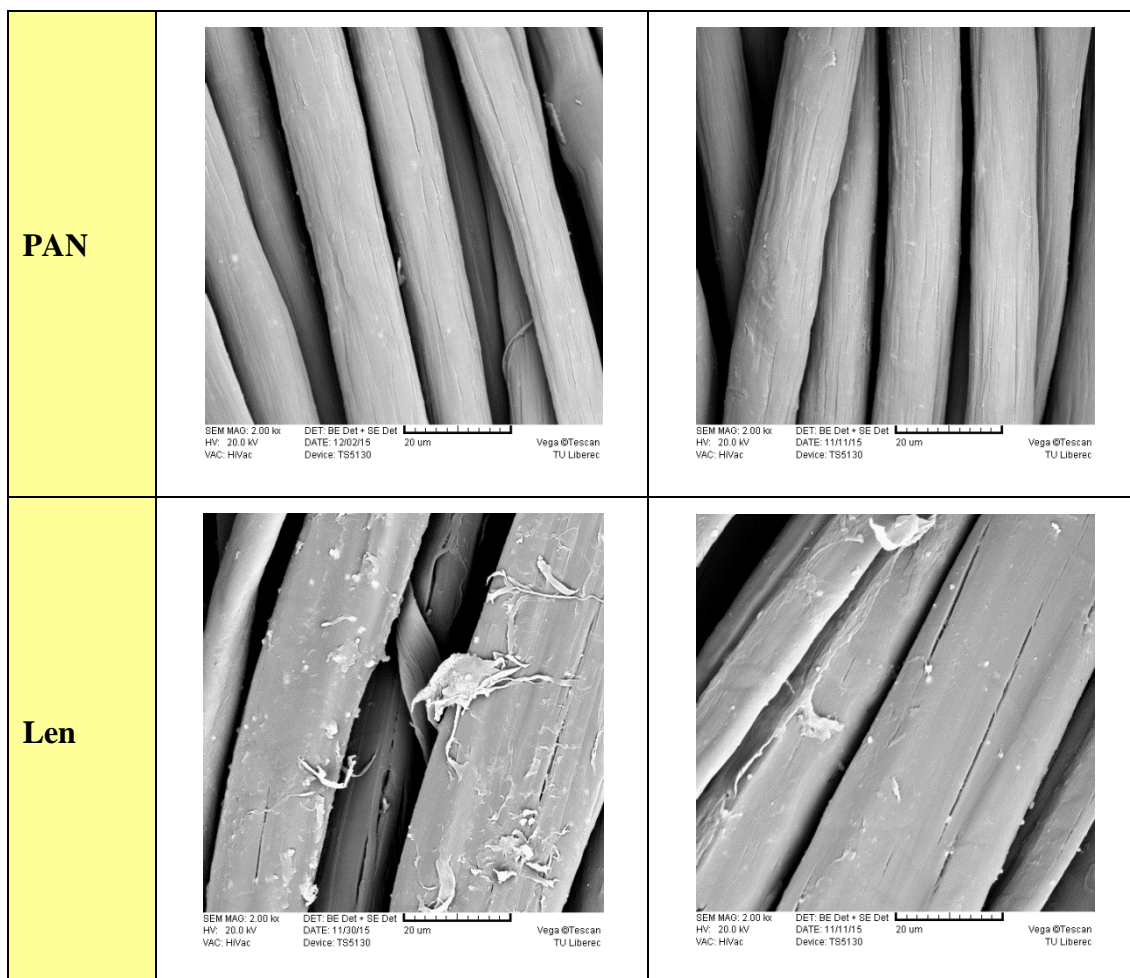 PAN
SEM MAG: 2.00 kx DET: BE Det + SE Det
HV: 20.0 kV DATE: 12/02/15 20 um Vega ©Tescan
VAC: HiVac Device: TS5130 TU Liberec
SEM MAG: 2.00 kx DET: BE Det + SE Det
HV: 20.0 kV DATE: 11/11/15 20 um Vega ©Tescan
VAC: HiVac Device: TS5130 TU Liberec
Len
SEM MAG: 2.00 kx DET: BE Det + SE Det
HV: 20.0 kV DATE: 11/30/15 20 um Vega ©Tescan
VAC: HiVac Device: TS5130 TU Liberec
SEM MAG: 2.00 kx DET: BE Det + SE Det
HV: 20.0 kV DATE: 11/11/15 20 um Vega ©Tescan
VAC: HiVac Device: TS5130 TU Liberec